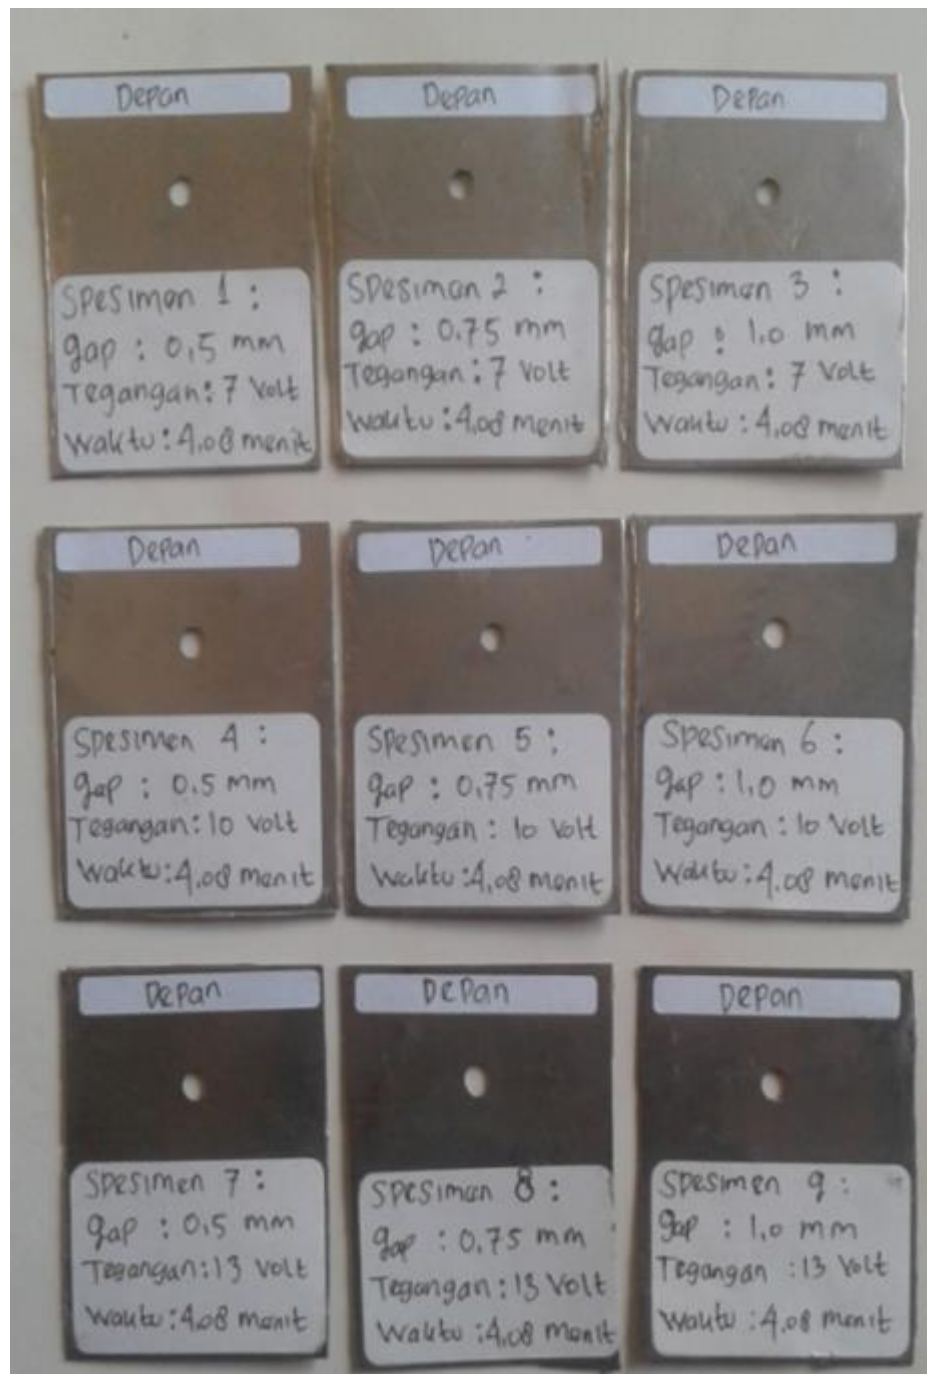 Depan
Spesimen 1 :
gap : 0,5 mm
Tegangan : 7 Volt
Waktu : 4,08 menit
Depan
Spesimen 2 :
gap : 0.75 mm
Tegangan : 7 Volt
Waktu : 4,08 menit
Depan
Spesimen 3 :
gap : 1.0 mm
Tegangan : 7 Volt
Waktu : 4,08 menit
Depan
Spesimen 4 :
gap : 0.5 mm
Tegangan : 10 Volt
Waktu : 4,08 menit
Depan
Spesimen 5 :
gap : 0,75 mm
Tegangan : 10 Volt
Waktu : 4,08 menit
Depan
Spesimen 6 :
gap : 1,0 mm
Tegangan : 10 Volt
Waktu : 4,08 menit
Depan
Spesimen 7 :
gap : 0,5 mm
Tegangan : 13 Volt
Waktu : 4,08 menit
Depan
Spesimen 8 :
gap : 0,75 mm
Tegangan : 13 Volt
Waktu : 4,08 menit
Depan
Spesimen 9 :
gap : 1,0 mm
Tegangan : 13 Volt
Waktu : 4,08 menit